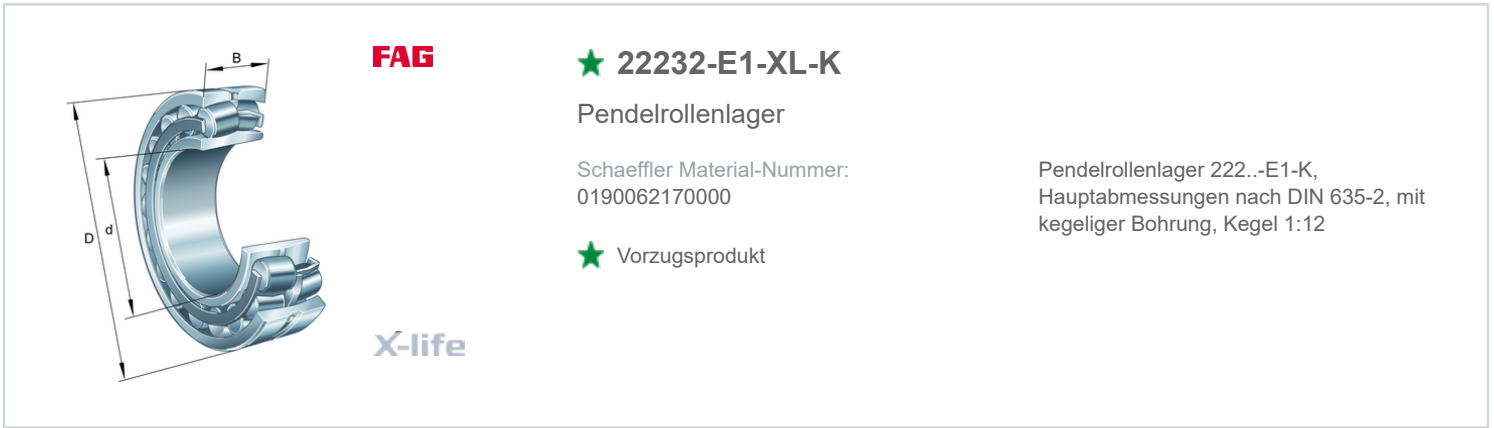 B
D
d
FAG
X-life
22232-E1-XL-K
Pendelrollenlager
Schaeffler Material-Nummer:
0190062170000
Vorzugsprodukt
Pendelrollenlager 222..-E1-K,
Hauptabmessungen nach DIN 635-2, mit
kegeliger Bohrung, Kegel 1:12